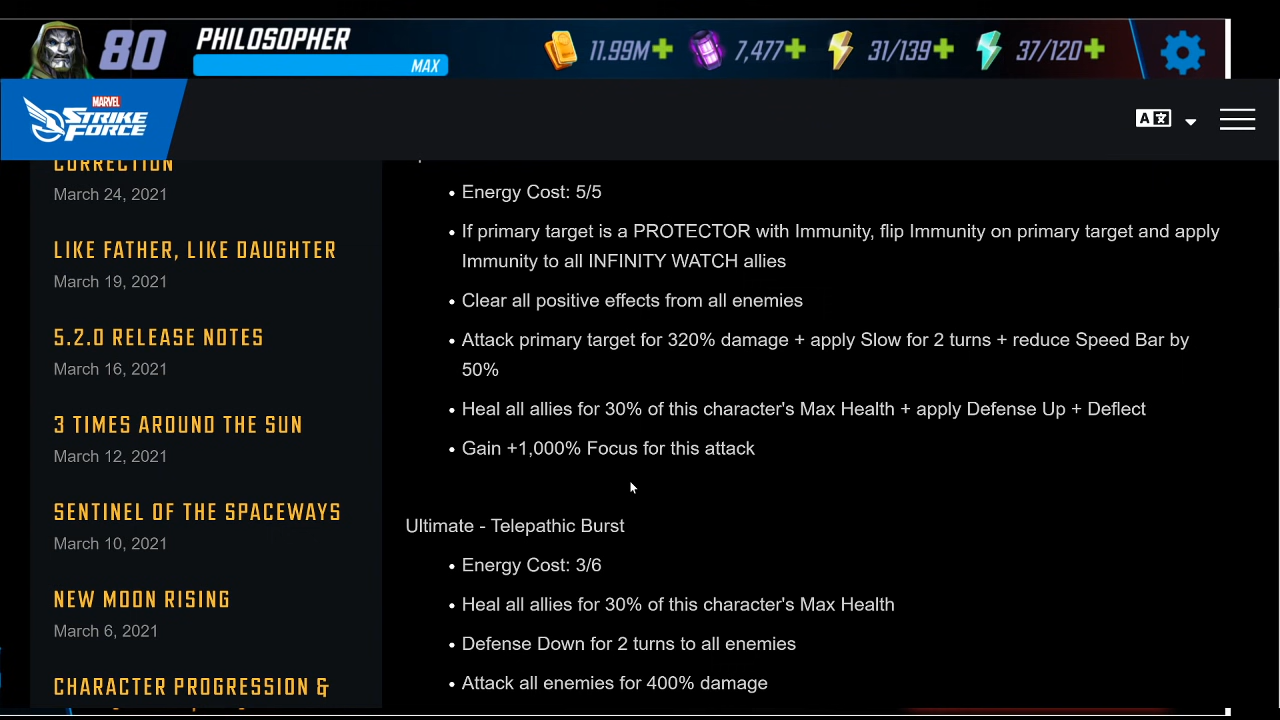 80
PHILOSOPHER
MAX
11.99M
7,477
31/139
37/120
MARVEL
STRIKE
FORCE
A
CORRECTION
March 24, 2021
LIKE FATHER, LIKE DAUGHTER
March 19, 2021
5.2.0 RELEASE NOTES
March 16, 2021
3 TIMES AROUND THE SUN
March 12, 2021
SENTINEL OF THE SPACEWAYS
March 10, 2021
NEW MOON RISING
March 6, 2021
CHARACTER PROGRESSION &
• Energy Cost: 5/5
• If primary target is a PROTECTOR with Immunity, flip Immunity on primary target and apply
Immunity to all INFINITY WATCH allies
• Clear all positive effects from all enemies
• Attack primary target for 320% damage + apply Slow for 2 turns + reduce Speed Bar by
50%
• Heal all allies for 30% of this character's Max Health + apply Defense Up + Deflect
• Gain +1,000% Focus for this attack
Ultimate - Telepathic Burst
• Energy Cost: 3/6
• Heal all allies for 30% of this character's Max Health
• Defense Down for 2 turns to all enemies
• Attack all enemies for 400% damage